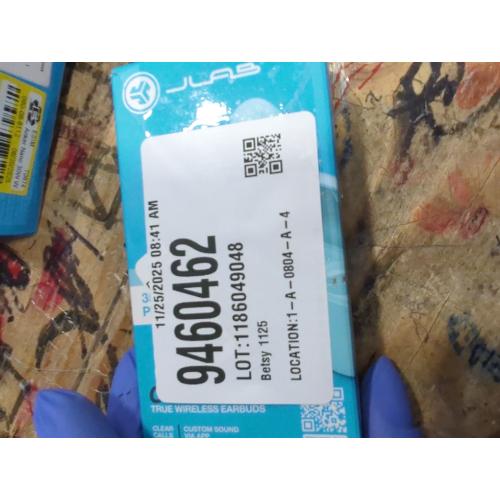 JLAB
11/25/2025 08:41 AM
9460462
LOT:1186049048
Betsy 1125
LOCATION:1-A-0804-A-4
3
P
TRUE WIRELESS EARBUDS
CLEAR
CALLS
CUSTOM SOUND
VIA APP